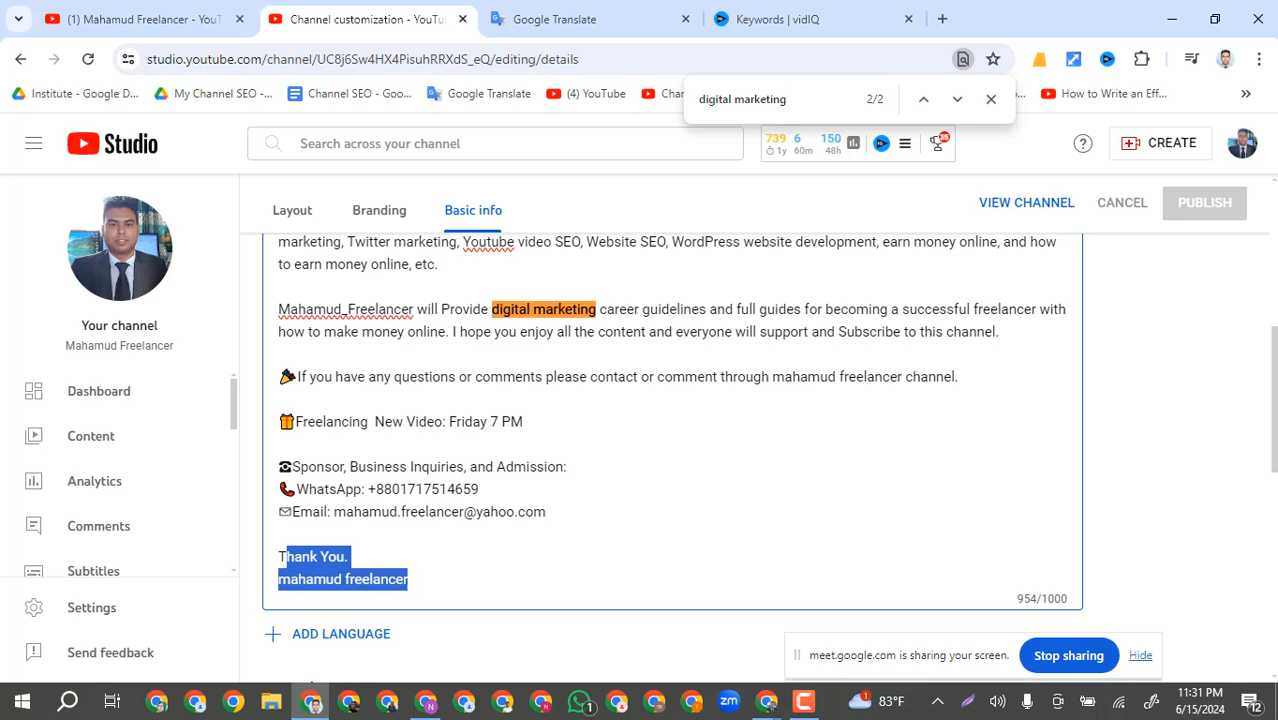 (1) Mahamud Freelancer - YouT
Channel customization - YouTu
Google Translate
Keywords | vidIQ
studio.youtube.com/channel/UC8j6Sw4HX4PisuhRRXdS_eQ/editing/details
digital marketing
2/2
Institute - Google D...
My Channel SEO -...
Channel SEO - Goo...
Google Translate
(4) YouTube
Chan
How to Write an Eff...
Studio
Search across your channel
739
1y
6
60m
150
48h
CREATE
Layout
Branding
Basic info
VIEW CHANNEL
CANCEL
PUBLISH
Your channel
Mahamud Freelancer
Dashboard
Content
Analytics
Comments
Subtitles
Settings
Send feedback
marketing, Twitter marketing, Youtube video SEO, Website SEO, WordPress website development, earn money online, and how
to earn money online, etc.
Mahamud_Freelancer will Provide digital marketing career guidelines and full guides for becoming a successful freelancer with
how to make money online. I hope you enjoy all the content and everyone will support and Subscribe to this channel.
🎉If you have any questions or comments please contact or comment through mahamud freelancer channel.
🎁Freelancing  New Video: Friday 7 PM
☎Sponsor, Business Inquiries, and Admission:
📞WhatsApp: +8801717514659
✉Email: mahamud.freelancer@yahoo.com
Thank You.
mahamud freelancer
954/1000
ADD LANGUAGE
meet.google.com is sharing your screen.
Stop sharing
Hide
83°F
11:31 PM
6/15/2024